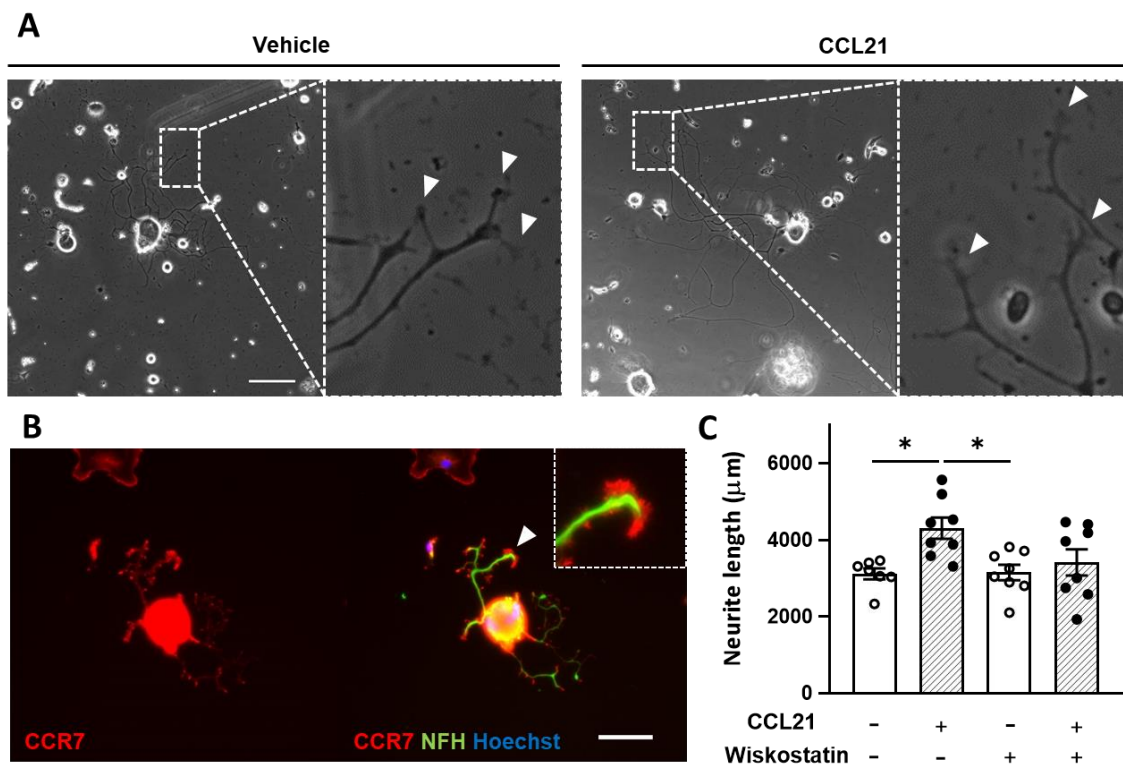 A
Vehicle
CCL21
B
CCR7
CCR7 NFH Hoechst
C
* *
Neurite length (µm)
6000
4000
2000
0
CCL21 - + - +
Wiskostatin - - + +